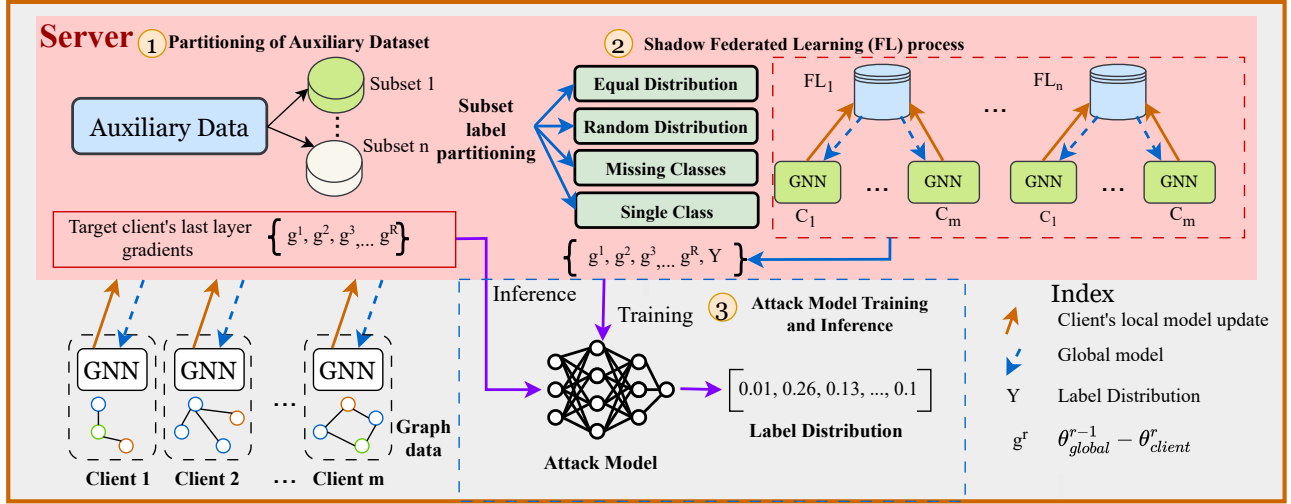 Server
1 Partitioning of Auxiliary Dataset
Auxiliary Data
Subset 1
Subset n
2 Shadow Federated Learning (FL) process
Subset
label
partitioning
Equal Distribution
Random Distribution
Missing Classes
Single Class
FL1
...
FLn
GNN
...
GNN
GNN
...
GNN
C1
Cm
C1
Cm
Target client's last layer
gradients
{ g¹, g², g³,... gᴿ }
{ g¹, g², g³,... gᴿ, Y }
Inference
Training
3 Attack Model Training
and Inference
Attack Model
[0.01, 0.26, 0.13, ..., 0.1]
Label Distribution
GNN
GNN
...
GNN
Graph
data
Client 1
Client 2
...
Client m
Index
Client's local model update
Global model
Y Label Distribution
gʳ θ^{r-1}_{global} − θ^{r}_{client}